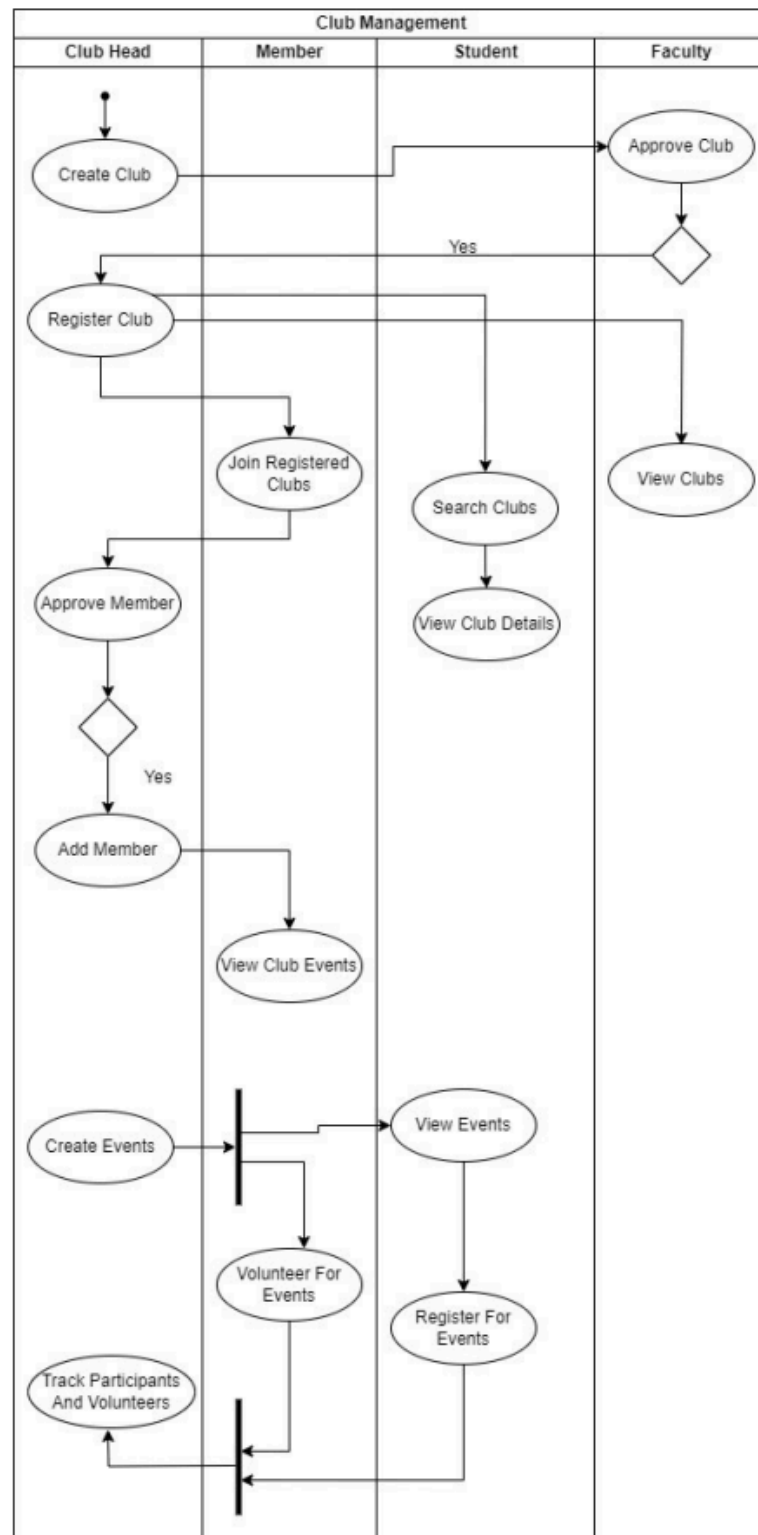 Club Management
Club Head
Member
Student
Faculty
Create Club
Approve Club
Yes
Register Club
Join Registered
Clubs
Search Clubs
View Clubs
Approve Member
View Club Details
Yes
Add Member
View Club Events
Create Events
View Events
Volunteer For
Events
Register For
Events
Track Participants
And Volunteers